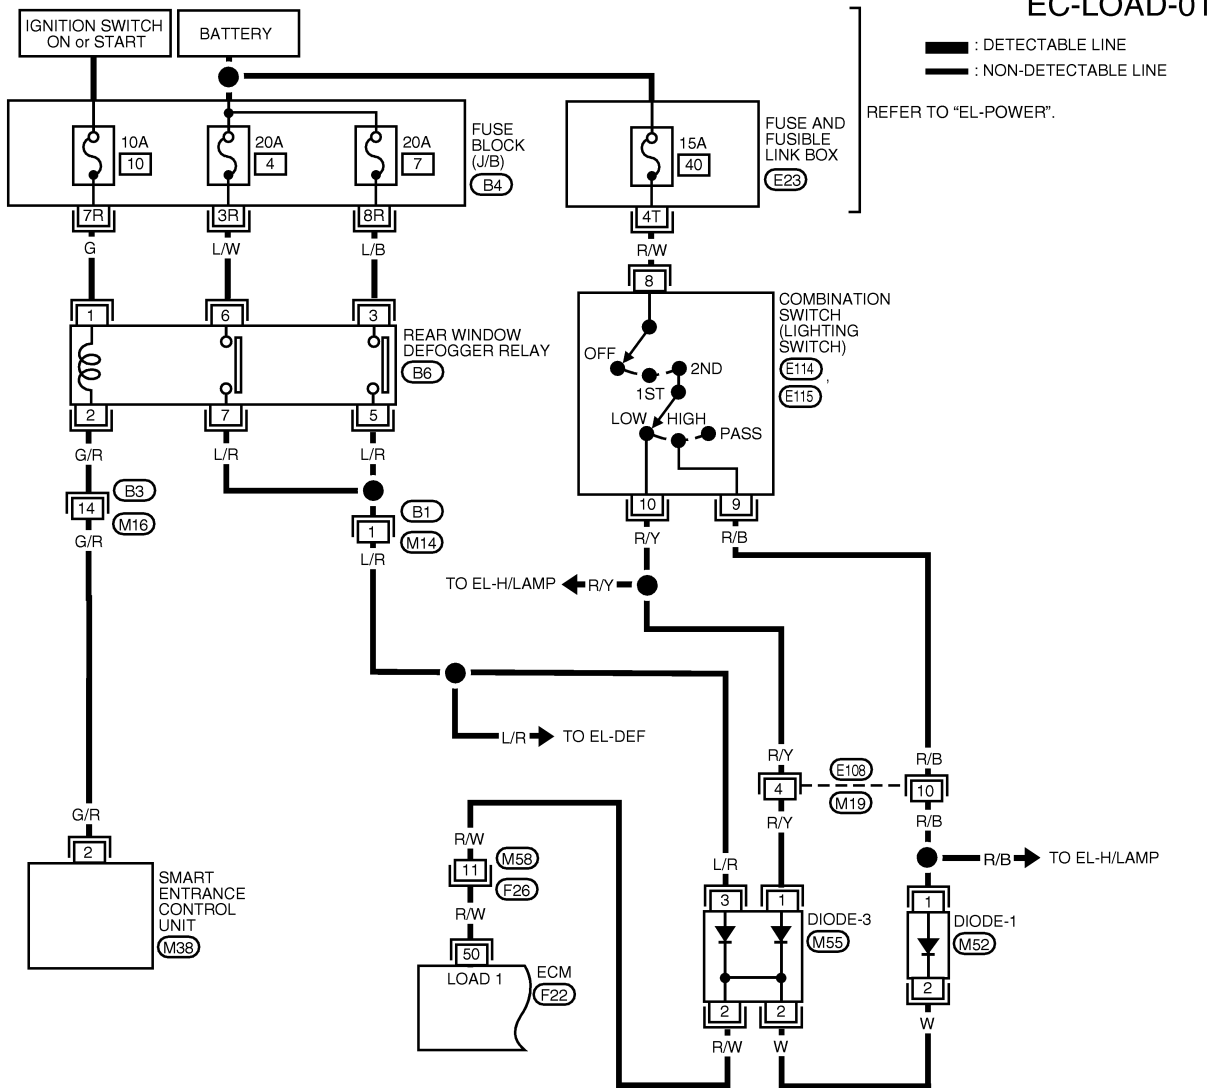 EC-LOAD-01
IGNITION SWITCH
ON or START
BATTERY
: DETECTABLE LINE
: NON-DETECTABLE LINE
REFER TO “EL-POWER”.
10A
10
20A
4
20A
7
FUSE
BLOCK
(J/B)
B4
15A
40
FUSE AND
FUSIBLE
LINK BOX
E23
7R
3R
8R
4T
G
L/W
L/B
R/W
8
1
6
3
REAR WINDOW
DEFOGGER RELAY
B6
COMBINATION
SWITCH
(LIGHTING
SWITCH)
E114
,
E115
OFF
2ND
1ST
LOW
HIGH
PASS
2
7
5
G/R
L/R
L/R
14
B3
M16
G/R
1
B1
M14
L/R
10
9
R/Y
R/B
TO EL-H/LAMP
R/Y
L/R
TO EL-DEF
R/Y
R/B
4
E108
M19
10
R/Y
R/B
G/R
2
SMART
ENTRANCE
CONTROL
UNIT
M38
R/W
11
M58
F26
R/W
50
LOAD 1
ECM
F22
L/R
R/B
TO EL-H/LAMP
3
1
DIODE-3
M55
1
DIODE-1
M52
2
2
2
R/W
W
W